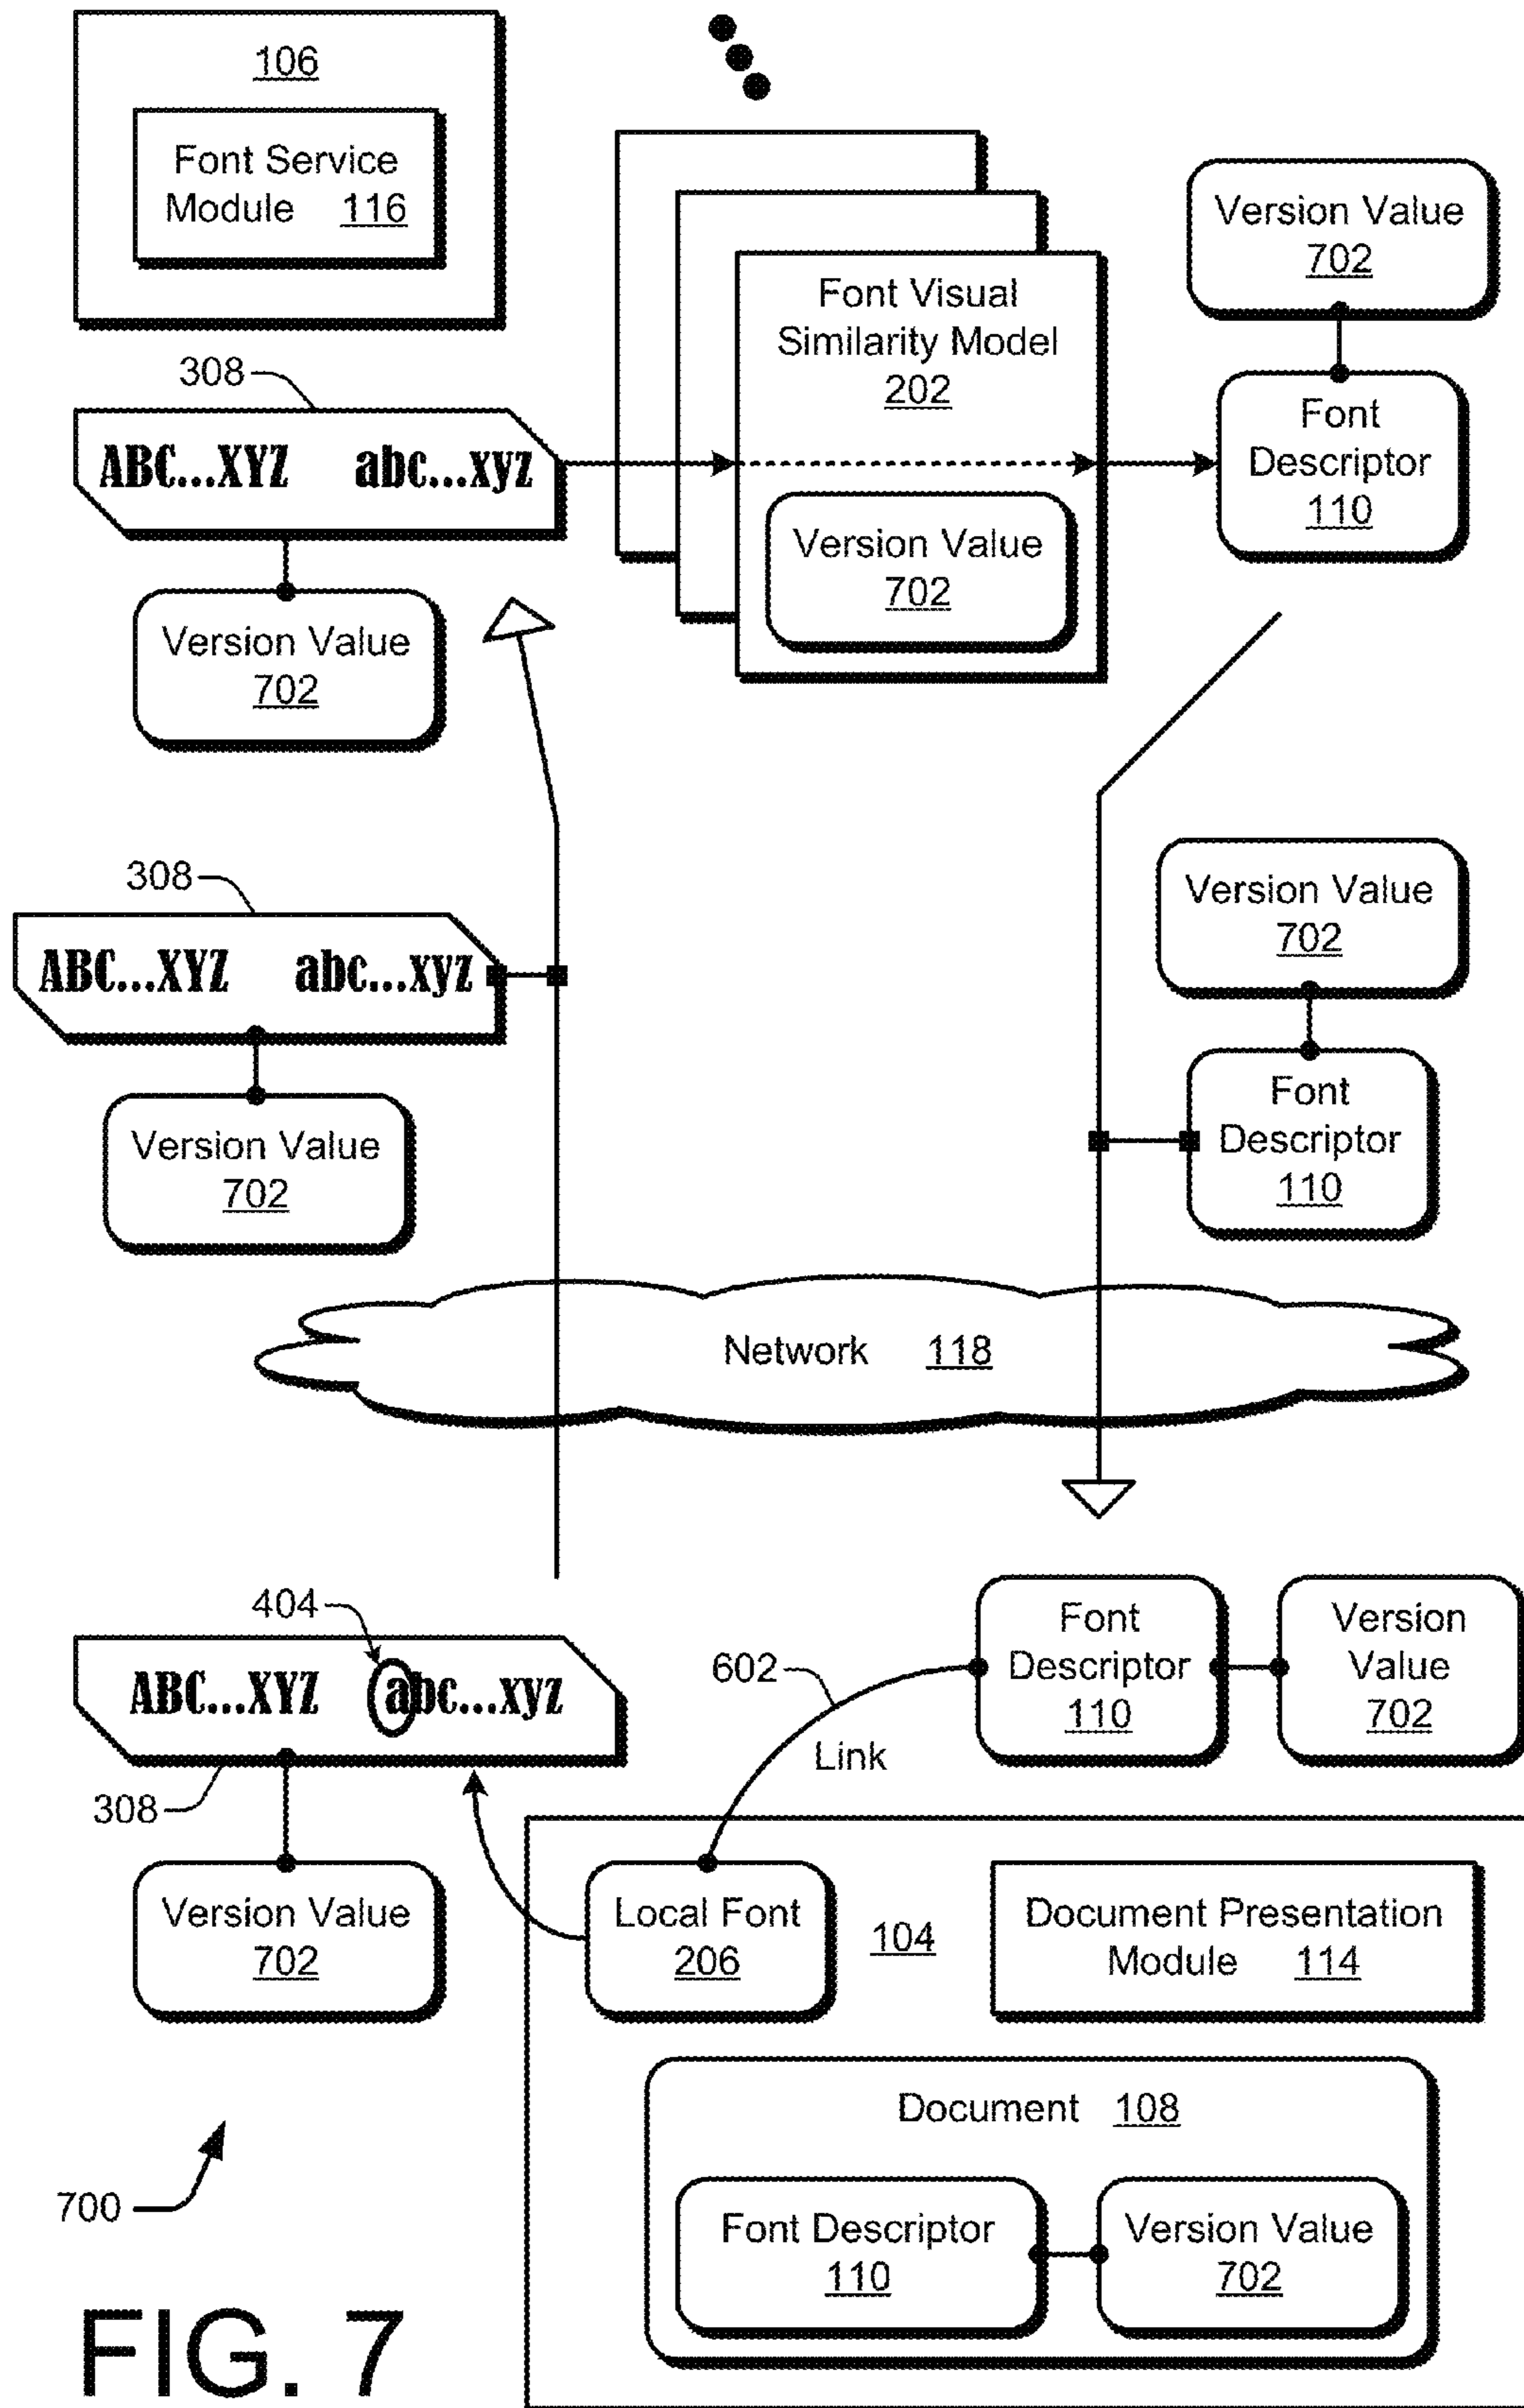 106
Font Service
Module 116
Font Visual
Similarity Model
202
Version Value
702
Version Value
702
Font
Descriptor
110
308
ABC...XYZ abc...xyz
Version Value
702
308
ABC...XYZ abc...xyz
Version Value
702
Version Value
702
Font
Descriptor
110
Network 118
404
ABC...XYZ abc...xyz
308
Version Value
702
602
Link
Font
Descriptor
110
Version
Value
702
Local Font
206
104
Document Presentation
Module 114
Document 108
Font Descriptor
110
Version Value
702
700
FIG. 7